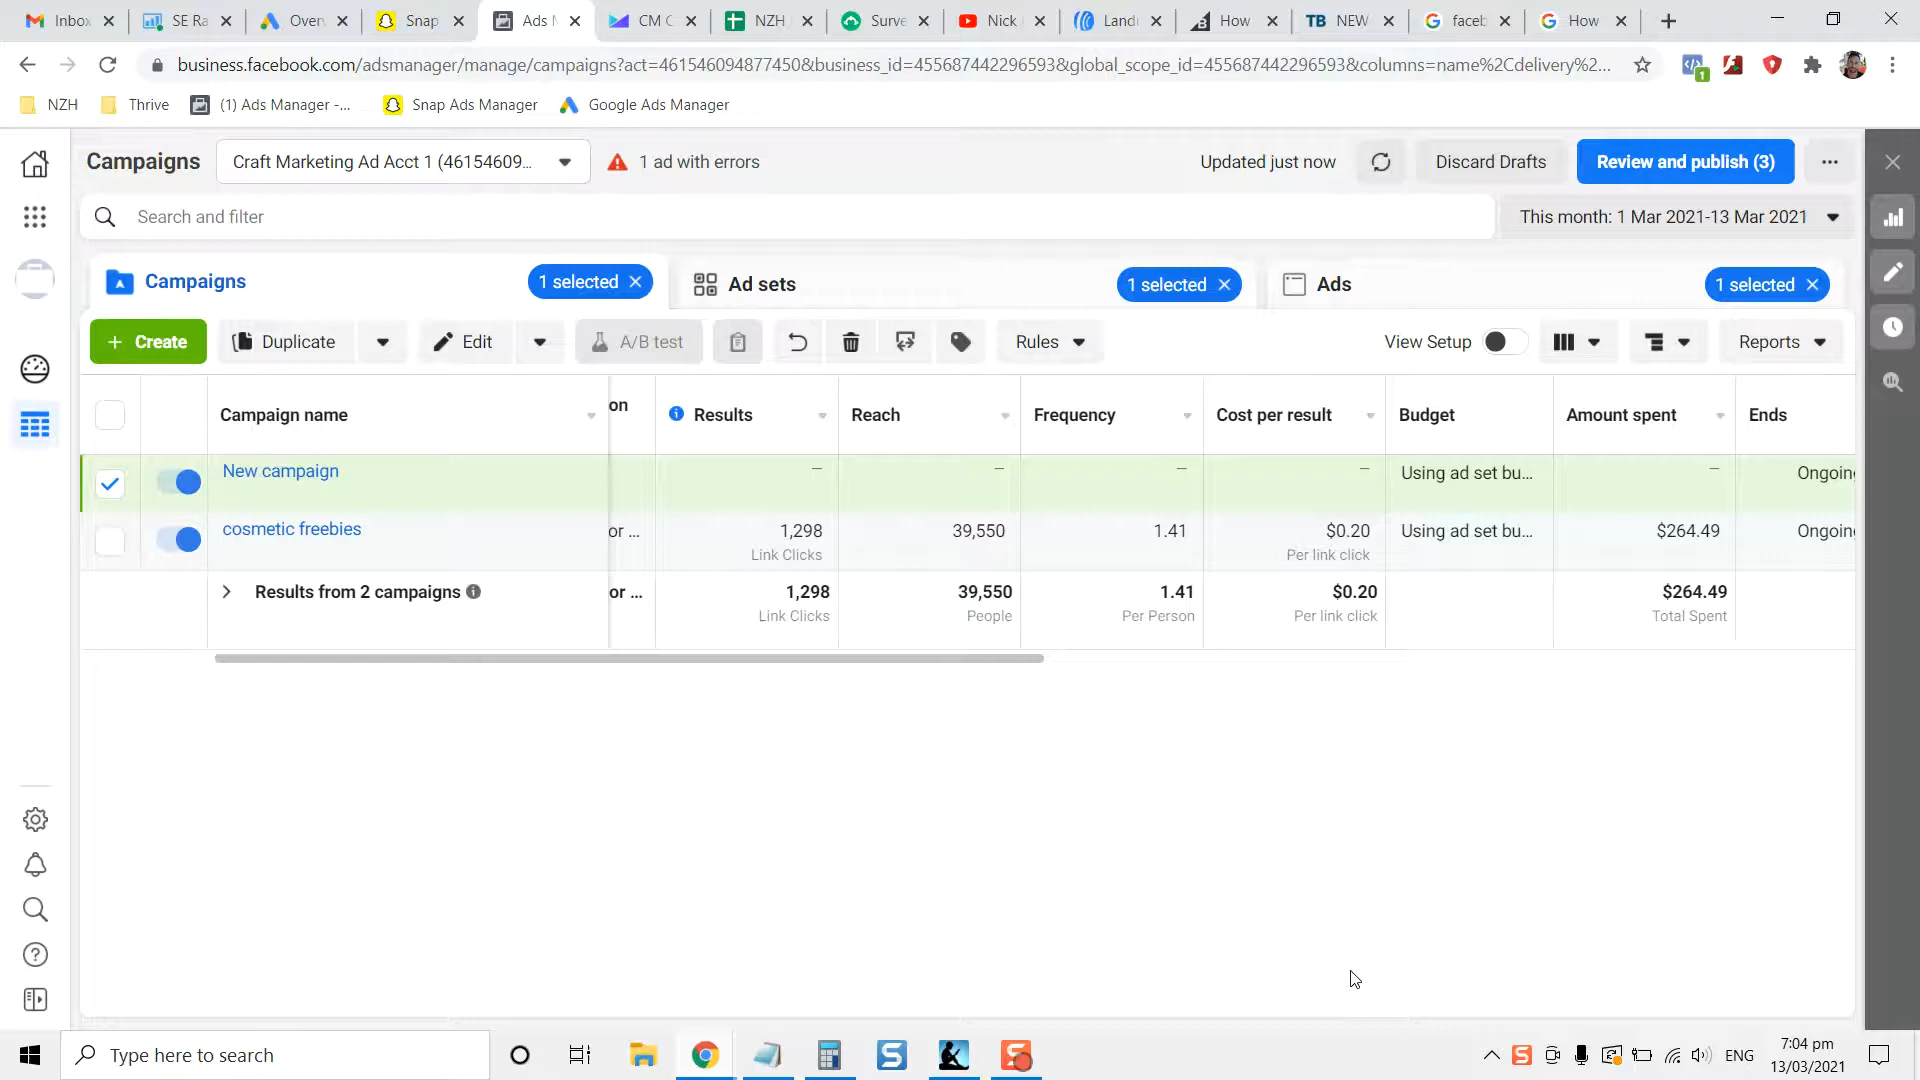 Inbox
SE Ra
Over
Snap
Ads M
CM C
NZH
Surve
Nick
Land
How
TB NEW
faceb
How
business.facebook.com/adsmanager/manage/campaigns?act=461546094877450&business_id=455687442296593&global_scope_id=455687442296593&columns=name%2Cdelivery%2...
1
NZH
Thrive
(1) Ads Manager -...
Snap Ads Manager
Google Ads Manager
Campaigns
Craft Marketing Ad Acct 1 (46154609...
1 ad with errors
Updated just now
Discard Drafts
Review and publish (3)
Search and filter
This month: 1 Mar 2021-13 Mar 2021
Campaigns
1 selected
Ad sets
1 selected
Ads
1 selected
+ Create
Duplicate
Edit
A/B test
Rules
View Setup
Reports
Campaign name
on
Results
Reach
Frequency
Cost per result
Budget
Amount spent
Ends
New campaign
—
—
—
—
Using ad set bu...
—
Ongoin
cosmetic freebies
or ...
1,298
39,550
1.41
$0.20
Using ad set bu...
$264.49
Ongoin
Link Clicks
Per link click
Results from 2 campaigns
or ...
1,298
39,550
1.41
$0.20
$264.49
Link Clicks
People
Per Person
Per link click
Total Spent
Type here to search
ENG
7:04 pm
13/03/2021